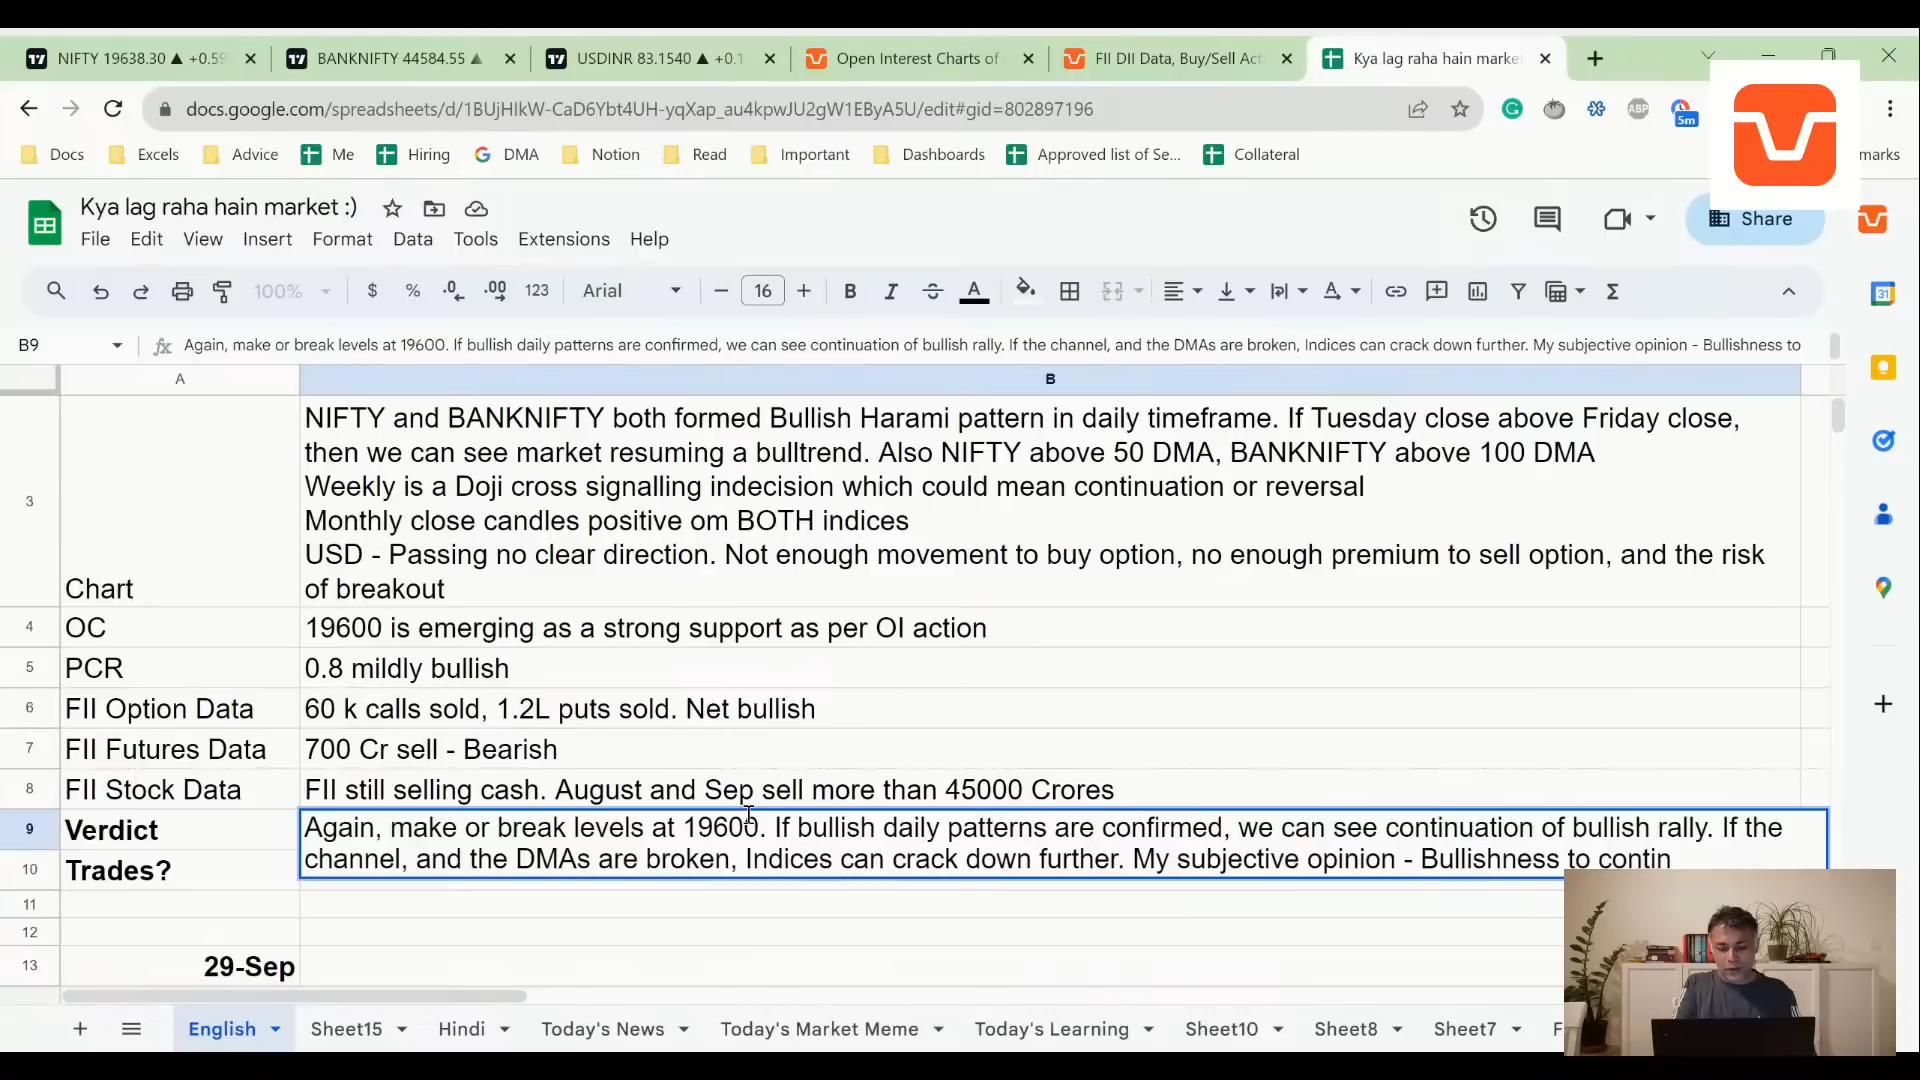 NIFTY 19638.30 ▲ +0.59
BANKNIFTY 44584.55 ▲
USDINR 83.1540 ▲ +0.1
Open Interest Charts of
FII DII Data, Buy/Sell Act
Kya lag raha hain marke
docs.google.com/spreadsheets/d/1BUjHIkW-CaD6Ybt4UH-yqXap_au4kpwJU2gW1EByA5U/edit#gid=802897196
ABP
5m
Docs
Excels
Advice
Me
Hiring
DMA
Notion
Read
Important
Dashboards
Approved list of Se...
Collateral
marks
Kya lag raha hain market :)
File Edit View Insert Format Data Tools Extensions Help
Share
100% $ % .0 .00 123 Arial 16 B I A Σ
31
B9
fx Again, make or break levels at 19600. If bullish daily patterns are confirmed, we can see continuation of bullish rally. If the channel, and the DMAs are broken, Indices can crack down further. My subjective opinion - Bullishness to
A B
NIFTY and BANKNIFTY both formed Bullish Harami pattern in daily timeframe. If Tuesday close above Friday close,
then we can see market resuming a bulltrend. Also NIFTY above 50 DMA, BANKNIFTY above 100 DMA
Weekly is a Doji cross signalling indecision which could mean continuation or reversal
Monthly close candles positive om BOTH indices
USD - Passing no clear direction. Not enough movement to buy option, no enough premium to sell option, and the risk
of breakout
3 Chart
4 OC 19600 is emerging as a strong support as per OI action
5 PCR 0.8 mildly bullish
6 FII Option Data 60 k calls sold, 1.2L puts sold. Net bullish
7 FII Futures Data 700 Cr sell - Bearish
8 FII Stock Data FII still selling cash. August and Sep sell more than 45000 Crores
9 Verdict Again, make or break levels at 19600. If bullish daily patterns are confirmed, we can see continuation of bullish rally. If the
10 Trades? channel, and the DMAs are broken, Indices can crack down further. My subjective opinion - Bullishness to contin
11
12
13 29-Sep
English Sheet15 Hindi Today's News Today's Market Meme Today's Learning Sheet10 Sheet8 Sheet7 F